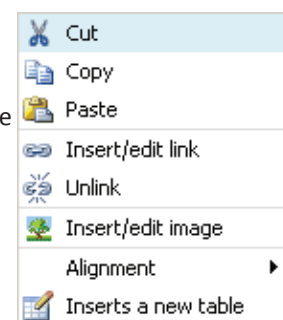 Cut
Copy
e
Paste
Insert/edit link
Unlink
Insert/edit image
Alignment
Inserts a new table